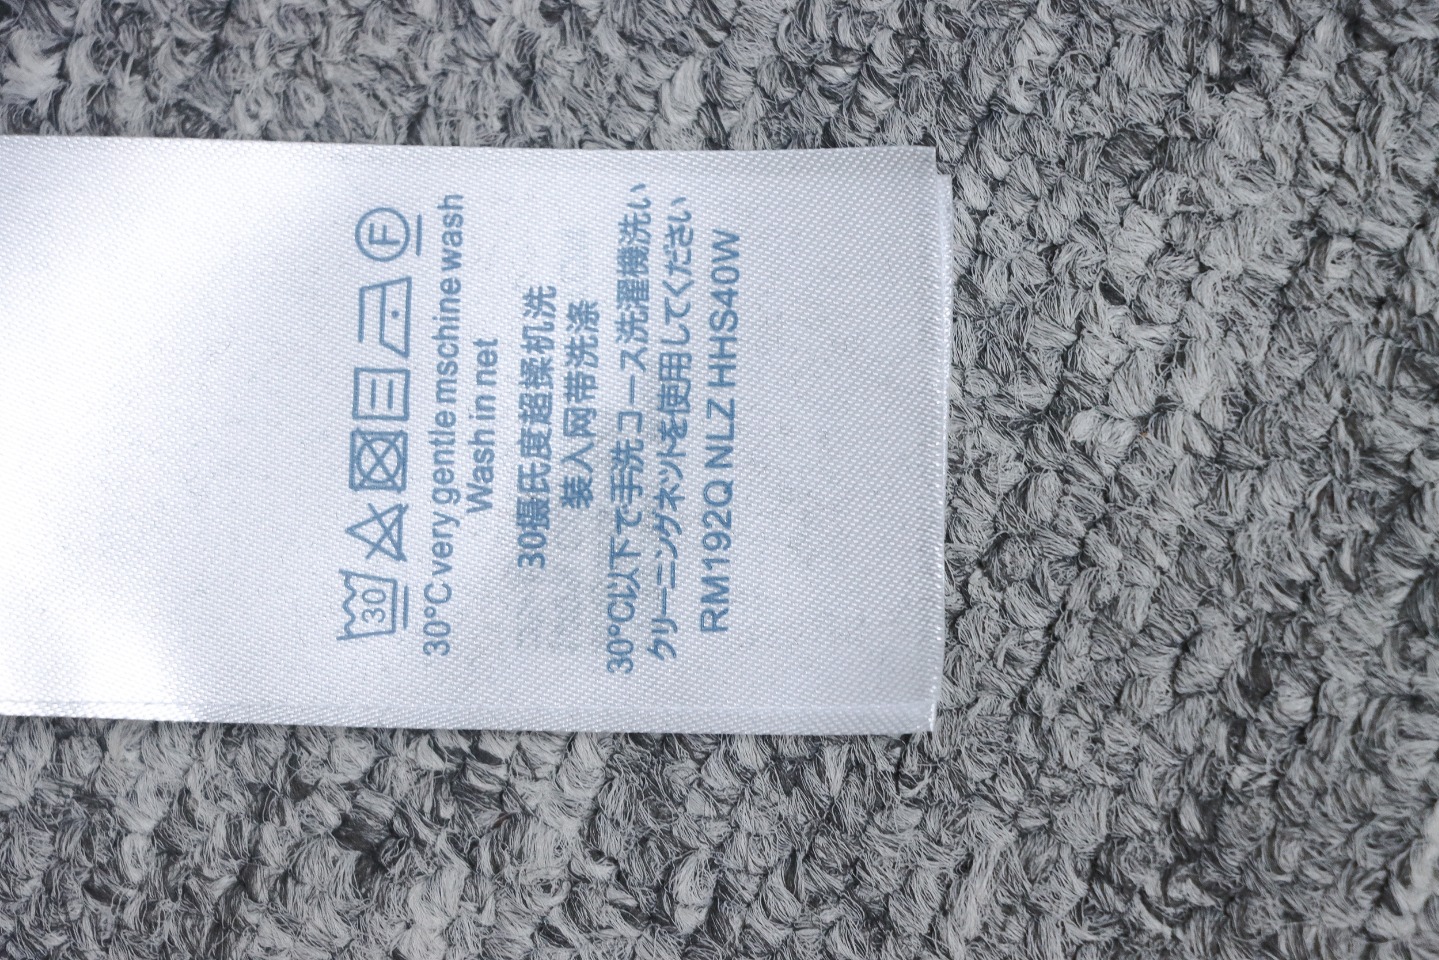 30 F
30°C very gentle mschine wash
Wash in net
30摄氏度超揉机洗
装入网带洗涤
30°C以下で手洗コース洗濯機洗い
クリーニングネットを使用してください
RM192Q NLZ HHS40W